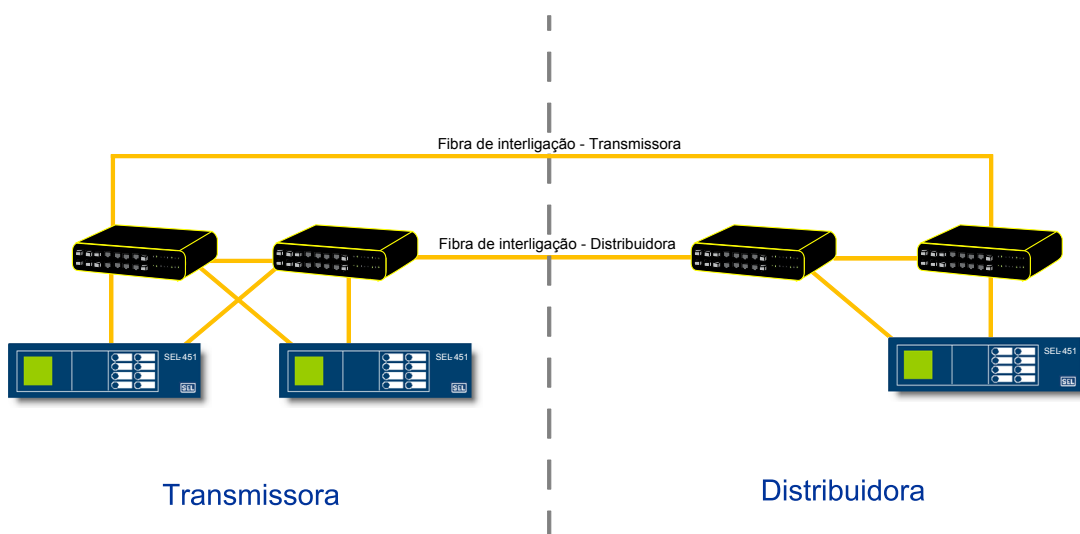 Fibra de interligação - Transmissora
Fibra de interligação - Distribuidora
SEL-451
SEL
SEL-451
SEL
SEL-451
SEL
Transmissora
Distribuidora